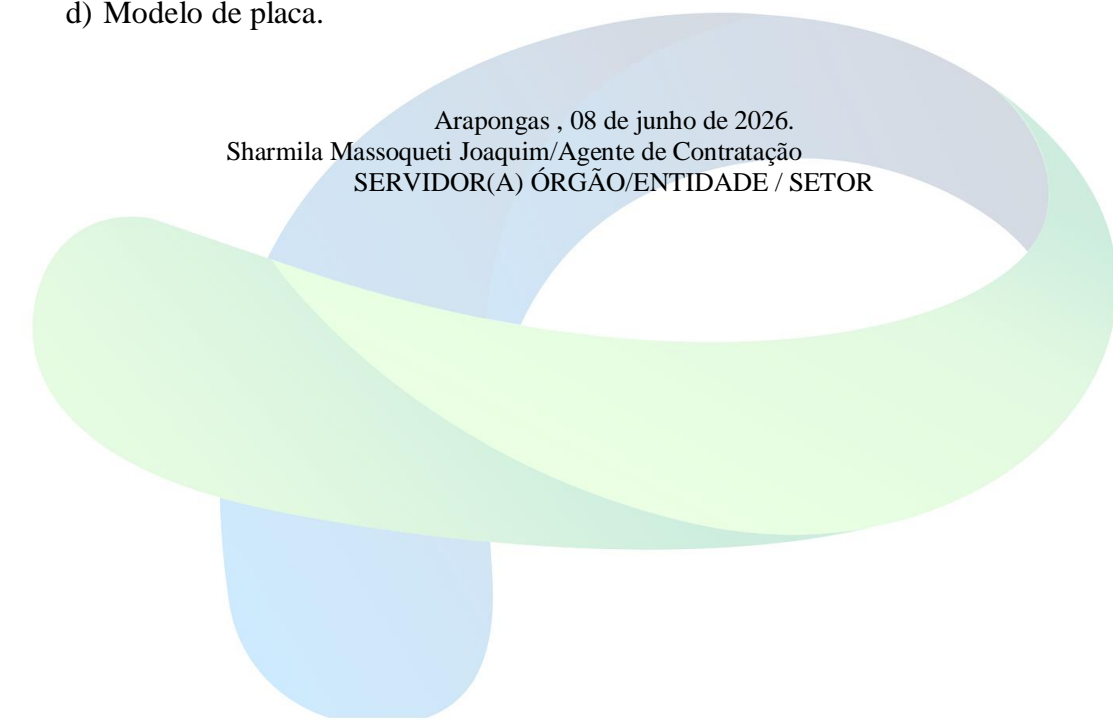 d) Modelo de placa.
Arapongas , 08 de junho de 2026.
Sharmila Massoqueti Joaquim/Agente de Contratação
SERVIDOR(A) ÓRGÃO/ENTIDADE / SETOR